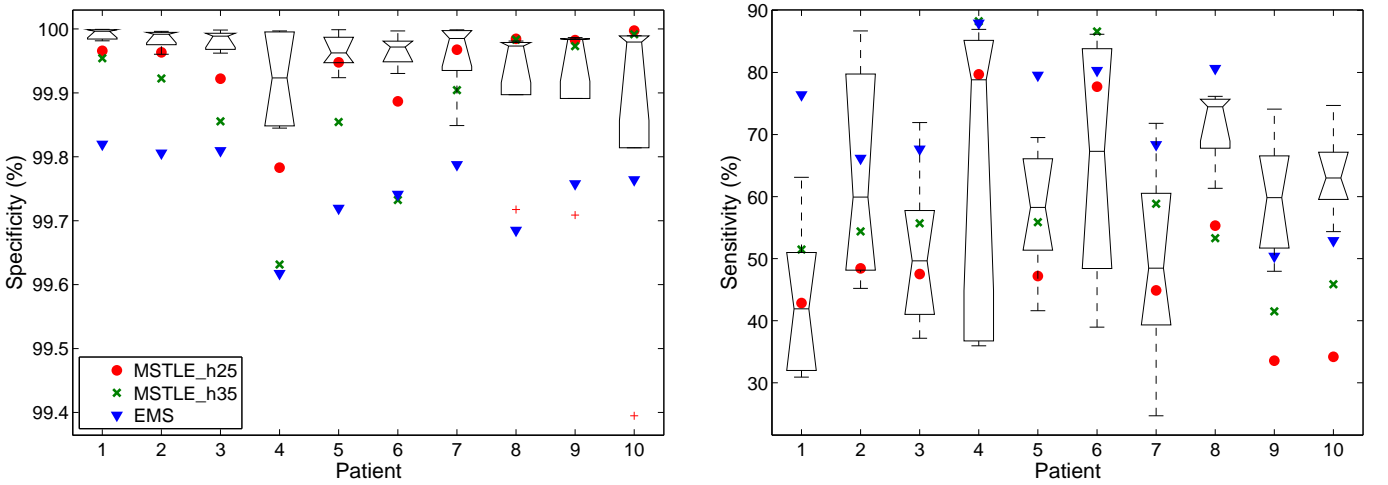 Specificity (%)
100
99.9
99.8
99.7
99.6
99.5
99.4
MSTLE_h25
MSTLE_h35
EMS
1 2 3 4 5 6 7 8 9 10
Patient
Sensitivity (%)
90
80
70
60
50
40
30
1 2 3 4 5 6 7 8 9 10
Patient